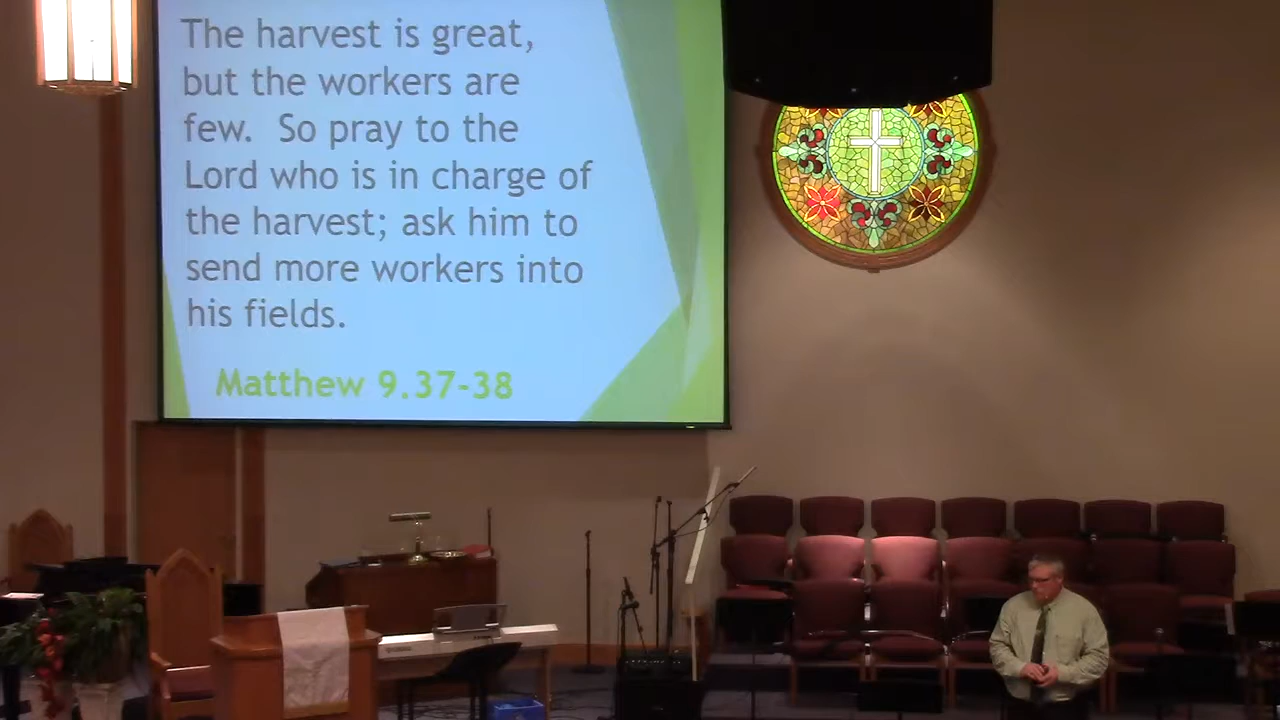 The harvest is great,
but the workers are
few.  So pray to the
Lord who is in charge of
the harvest; ask him to
send more workers into
his fields.
Matthew 9.37-38